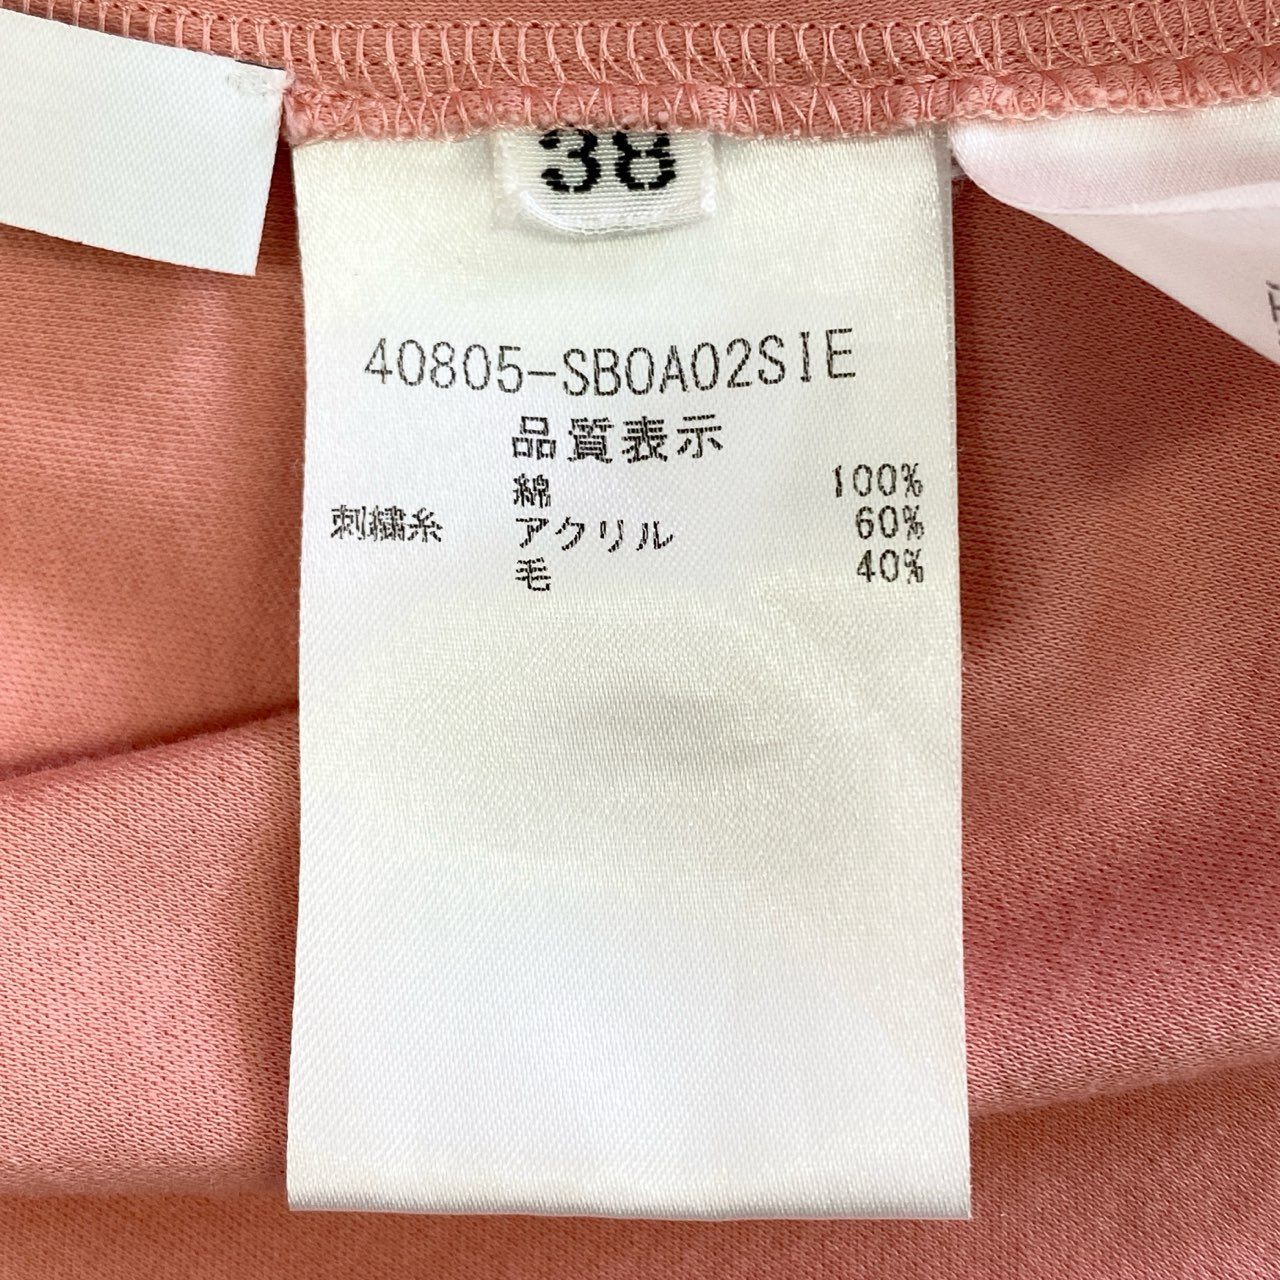 38
40805-SB0A02SIE
品質表示
綿 100%
刺繍糸 アクリル 60%
毛 40%